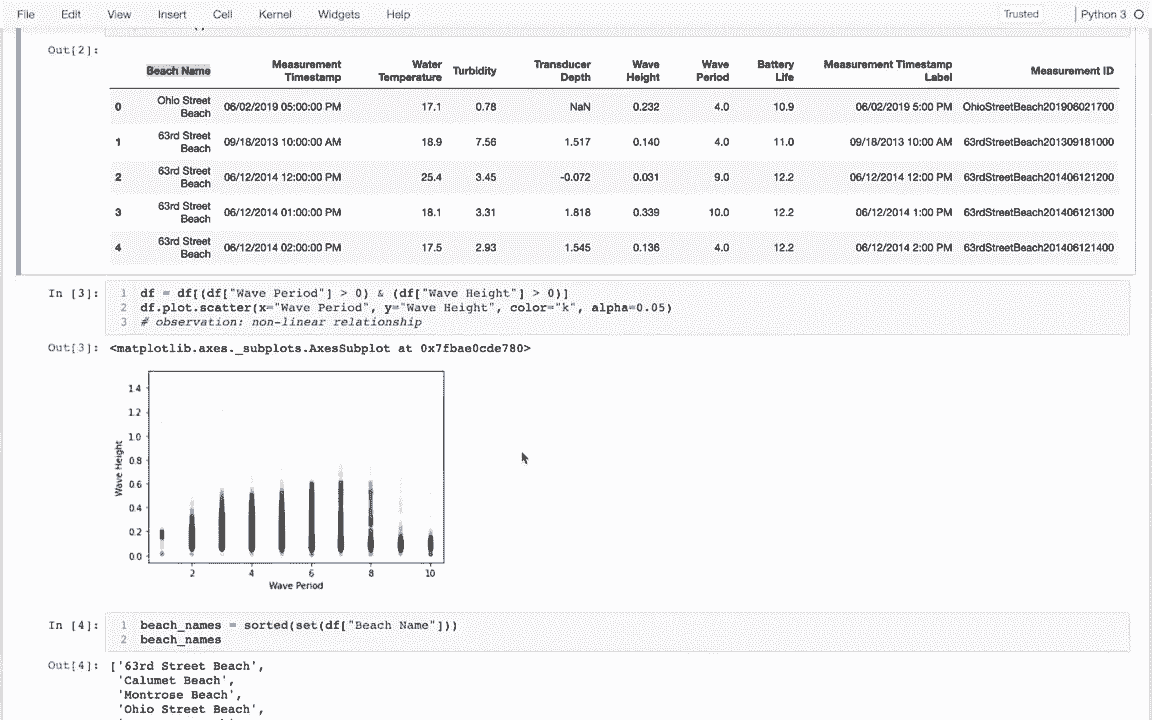 File Edit View Insert Cell Kernel Widgets Help Trusted Python 3
Out[2]:
Beach Name Measurement Timestamp Water Temperature Turbidity Transducer Depth Wave Height Wave Period Battery Life Measurement Timestamp Label Measurement ID
0 Ohio Street Beach 06/02/2019 05:00:00 PM 17.1 0.78 NaN 0.232 4.0 10.9 06/02/2019 5:00 PM OhioStreetBeach201906021700
1 63rd Street Beach 09/18/2013 10:00:00 AM 18.9 7.56 1.517 0.140 4.0 11.0 09/18/2013 10:00 AM 63rdStreetBeach201309181000
2 63rd Street Beach 06/12/2014 12:00:00 PM 25.4 3.45 -0.072 0.031 9.0 12.2 06/12/2014 12:00 PM 63rdStreetBeach201406121200
3 63rd Street Beach 06/12/2014 01:00:00 PM 18.1 3.31 1.818 0.339 10.0 12.2 06/12/2014 1:00 PM 63rdStreetBeach201406121300
4 63rd Street Beach 06/12/2014 02:00:00 PM 17.5 2.93 1.545 0.136 4.0 12.2 06/12/2014 2:00 PM 63rdStreetBeach201406121400
In [3]: 1 df = df[(df["Wave Period"] > 0) & (df["Wave Height"] > 0)]
2 df.plot.scatter(x="Wave Period", y="Wave Height", color="k", alpha=0.05)
3 # observation: non-linear relationship
Out[3]: <matplotlib.axes._subplots.AxesSubplot at 0x7fbae0cde780>
1.4
1.2
1.0
0.8
0.6
0.4
0.2
0.0
Wave Height
2 4 6 8 10
Wave Period
In [4]: 1 beach_names = sorted(set(df["Beach Name"]))
2 beach_names
Out[4]: ['63rd Street Beach',
'Calumet Beach',
'Montrose Beach',
'Ohio Street Beach',